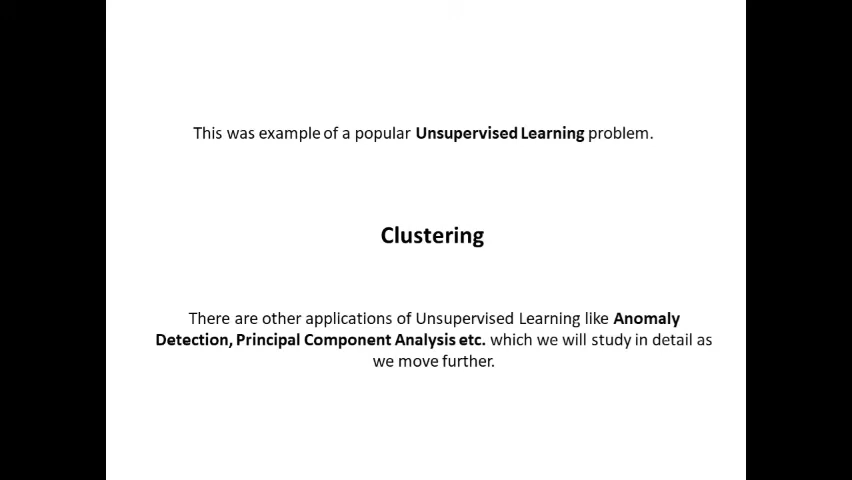 This was example of a popular Unsupervised Learning problem.
Clustering
There are other applications of Unsupervised Learning like Anomaly
Detection, Principal Component Analysis etc. which we will study in detail as
we move further.